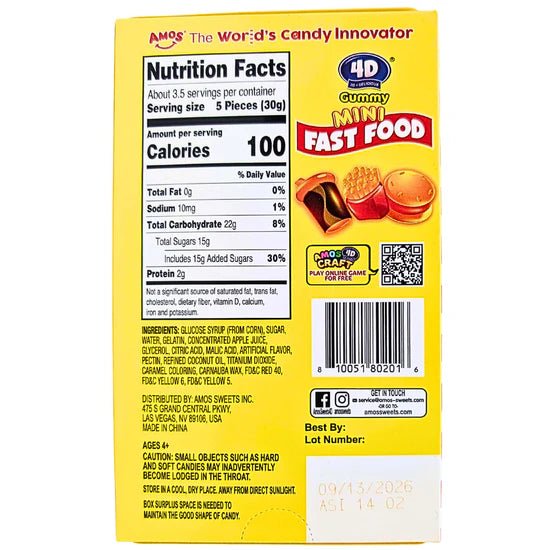 AMOS® The World's Candy Innovator
Nutrition Facts
About 3.5 servings per container
Serving size 5 Pieces (30g)
Amount per serving
Calories 100
% Daily Value
Total Fat 0g 0%
Sodium 10mg 1%
Total Carbohydrate 22g 8%
Total Sugars 15g
Includes 15g Added Sugars 30%
Protein 2g
Not a significant source of saturated fat, trans fat,
cholesterol, dietary fiber, vitamin D, calcium,
iron and potassium.
INGREDIENTS: GLUCOSE SYRUP (FROM CORN), SUGAR,
WATER, GELATIN, CONCENTRATED APPLE JUICE,
GLYCEROL, CITRIC ACID, MALIC ACID, ARTIFICIAL FLAVOR,
PECTIN, REFINED COCONUT OIL, TITANIUM DIOXIDE,
CARAMEL COLORING, CARNAUBA WAX, FD&C RED 40,
FD&C YELLOW 6, FD&C YELLOW 5.
DISTRIBUTED BY: AMOS SWEETS INC.
475 S GRAND CENTRAL PKWY,
LAS VEGAS, NV 89106, USA
MADE IN CHINA
AGES 4+
CAUTION: SMALL OBJECTS SUCH AS HARD
AND SOFT CANDIES MAY INADVERTENTLY
BECOME LODGED IN THE THROAT.
STORE IN A COOL, DRY PLACE. AWAY FROM DIRECT SUNLIGHT.
BOX SURPLUS SPACE IS NEEDED TO
MAINTAIN THE GOOD SHAPE OF CANDY.
4D®
Gummy
MINI
FAST FOOD
AMOS 4D
CRAFT
PLAY ONLINE GAME
FOR FREE
8 10051 80201 6
GET IN TOUCH
service@amos-sweets.com
-OR GO TO-
amossweets.com
Best By:
Lot Number:
09/13/2026
ASI 14 02